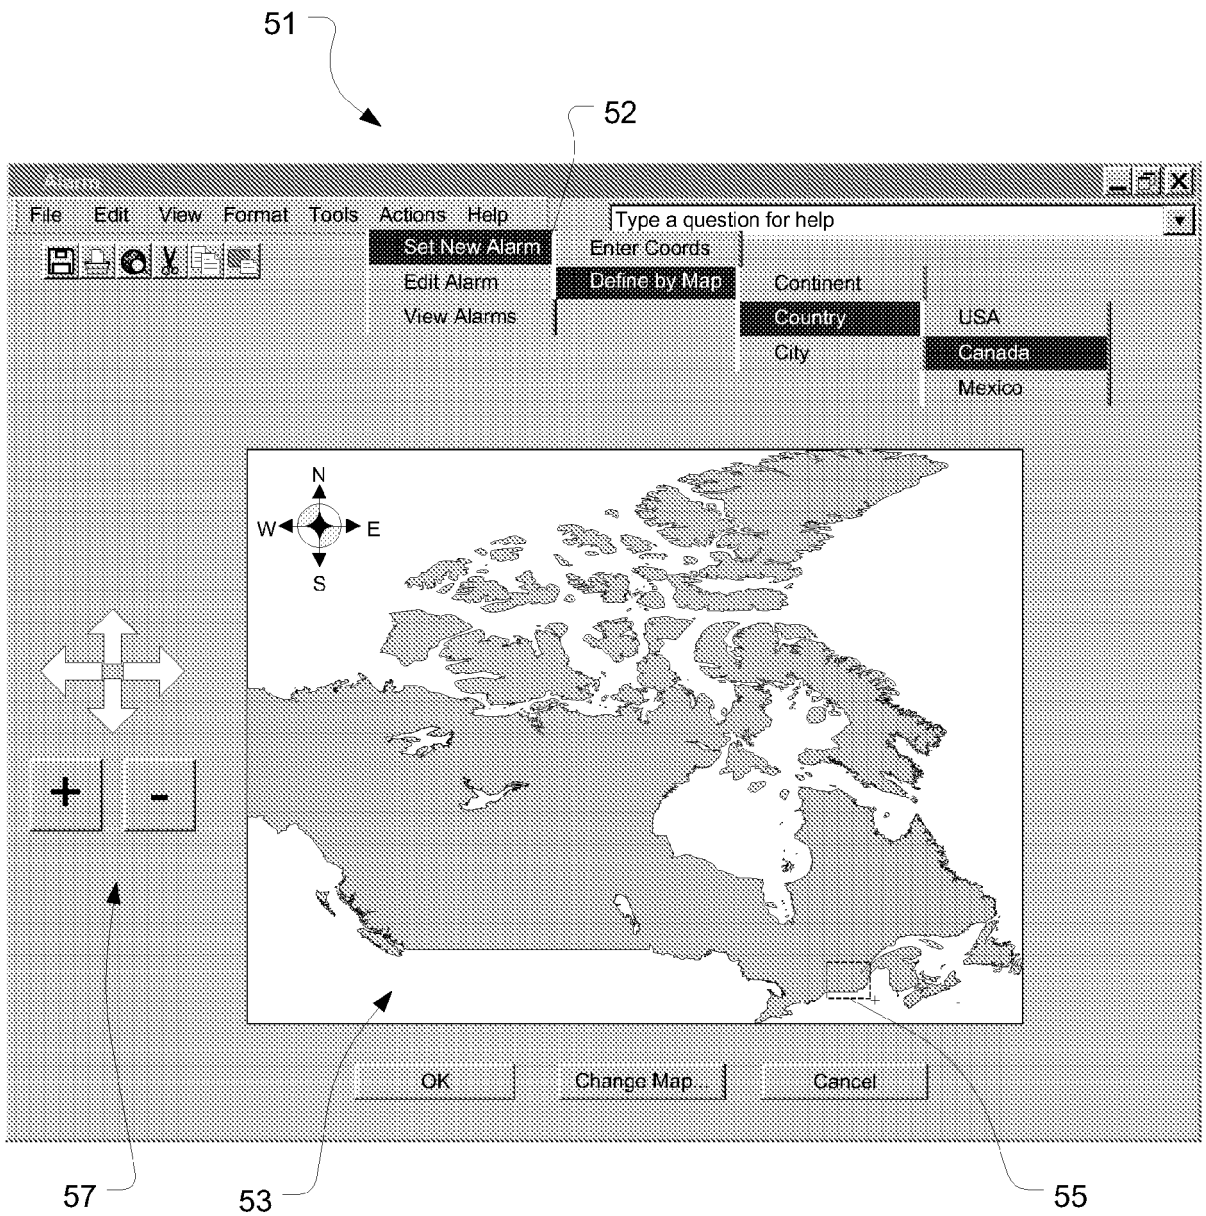 51
52
Alarm
File Edit View Format Tools Actions Help
Type a question for help
Set New Alarm
Enter Coords
Edit Alarm
Define by Map
Continent
View Alarms
Country
USA
City
Canada
Mexico
N
W E
S
+ -
OK Change Map... Cancel
57
53
55